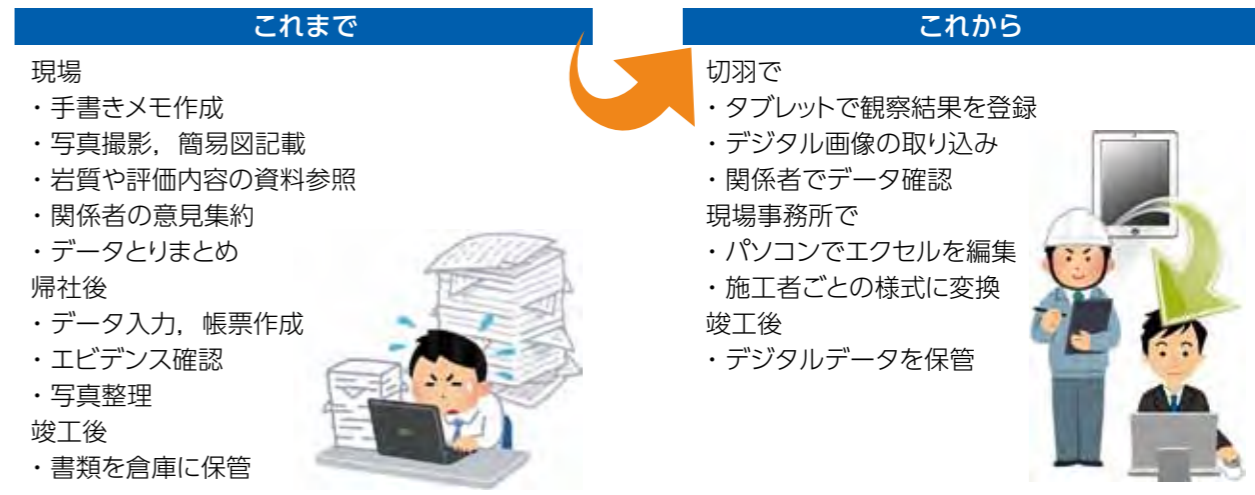 これまで
現場
・手書きメモ作成
・写真撮影，簡易図記載
・岩質や評価内容の資料参照
・関係者の意見集約
・データとりまとめ
帰社後
・データ入力，帳票作成
・エビデンス確認
・写真整理
竣工後
・書類を倉庫に保管
これから
切羽で
・タブレットで観察結果を登録
・デジタル画像の取り込み
・関係者でデータ確認
現場事務所で
・パソコンでエクセルを編集
・施工者ごとの様式に変換
竣工後
・デジタルデータを保管